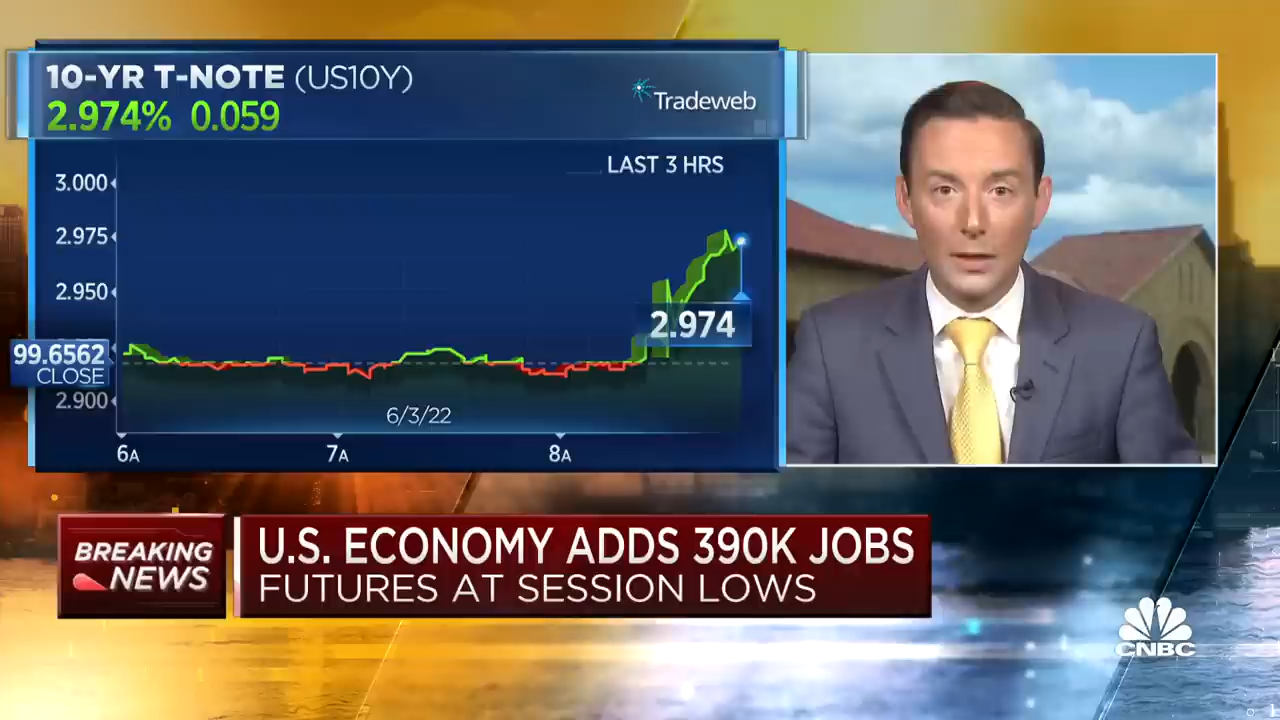 10-YR T-NOTE (US10Y)
2.974% 0.059
Tradeweb
LAST 3 HRS
3.000
2.975
2.950
2.974
99.6562
CLOSE
2.900
6/3/22
6A
7A
8A
BREAKING
NEWS
U.S. ECONOMY ADDS 390K JOBS
FUTURES AT SESSION LOWS
CNBC